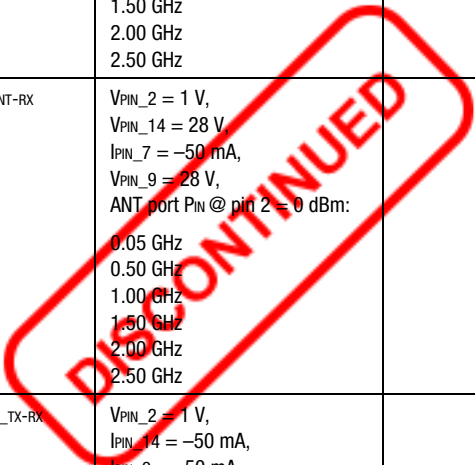 1.50 GHz
2.00 GHz
2.50 GHz
NT-RX
VPIN_2 = 1 V,
VPIN_14 = 28 V,
IPIN_7 = –50 mA,
VPIN_9 = 28 V,
ANT port PIN @ pin 2 = 0 dBm:
0.05 GHz
0.50 GHz
1.00 GHz
1.50 GHz
2.00 GHz
2.50 GHz
DISCONTINUED
_TX-RX
VPIN_2 = 1 V,
IPIN_14 = –50 mA,